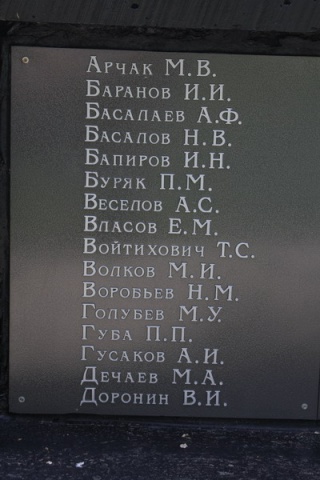 Арчак М.В.
Баранов И.И.
Басалаев А.Ф.
Басалов Н.В.
Бапиров И.Н.
Буряк П.М.
Веселов А.С.
Власов Е.М.
Войтихович Т.С.
Волков М.И.
Воробьев Н.М.
Голубев М.У.
Губа П.П.
Гусаков А.И.
Дечаев М.А.
Доронин В.И.